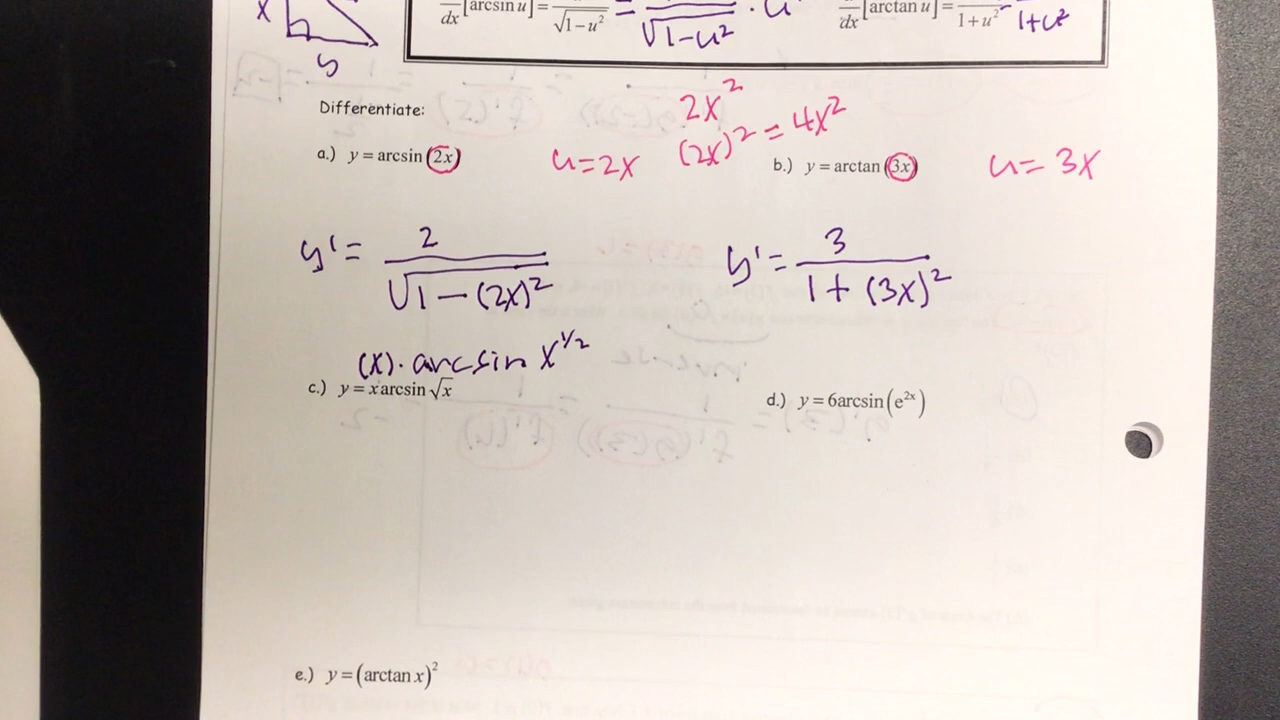 x
y
d/dx [arcsin u] = /√1−u² = /√1−u² · u
d/dx [arctan u] = /1+u² /1+u²
Differentiate:
2x²
(2x)² = 4x²
a.) y = arcsin (2x) u=2x
b.) y = arctan (3x) u= 3x
y' = 2/√1−(2x)²
y' = 3/1+(3x)²
(x). arcsin x^1/2
c.) y = x arcsin √x
d.) y = 6arcsin(e^2x)
e.) y = (arctan x)²